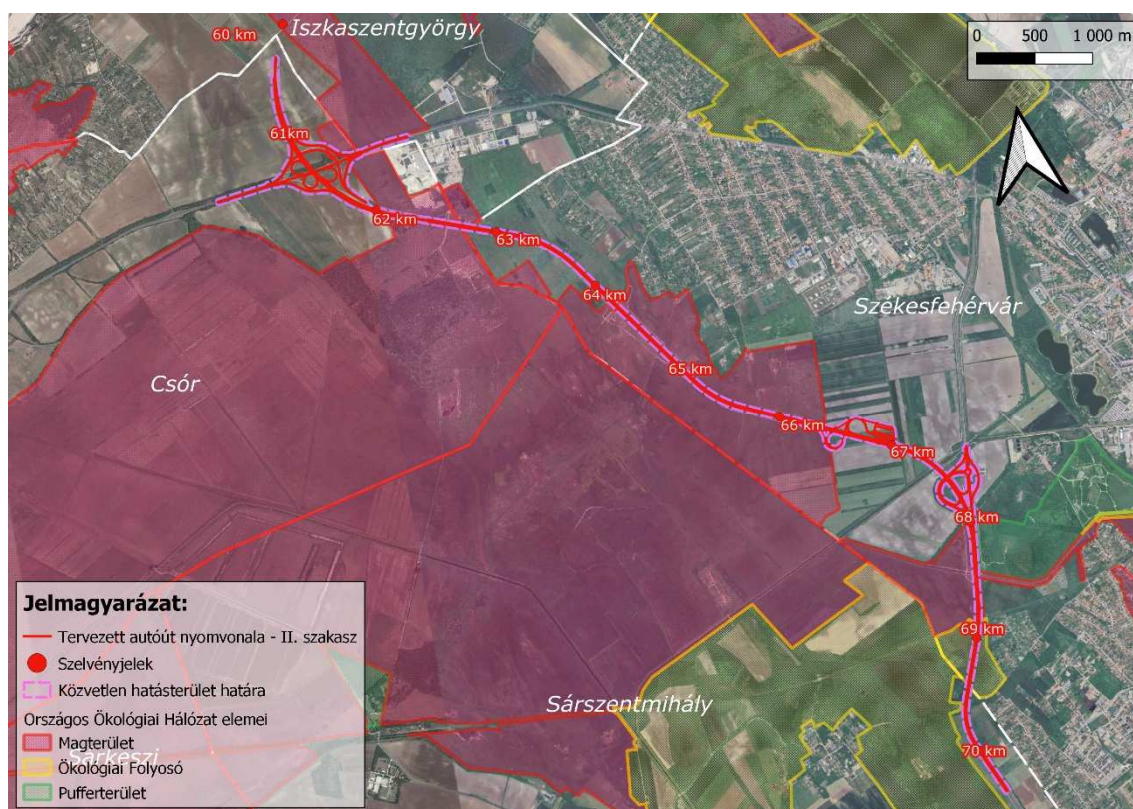 60 km
Iszkaszentgyörgy
0 500 1 000 m
61km
62 km
63 km
64 km
Székesfehérvár
Csór
65 km
66 km
67 km
68 km
69 km
Sárszentmihály
70 km
Jelmagyarázat:
Tervezett autóút nyomvonala - II. szakasz
Szelvényjelek
Közvetlen hatásterület határa
Országos Ökológiai Hálózat elemei
Magterület
Sárkeszi
Ökológiai Folyosó
Pufferterület